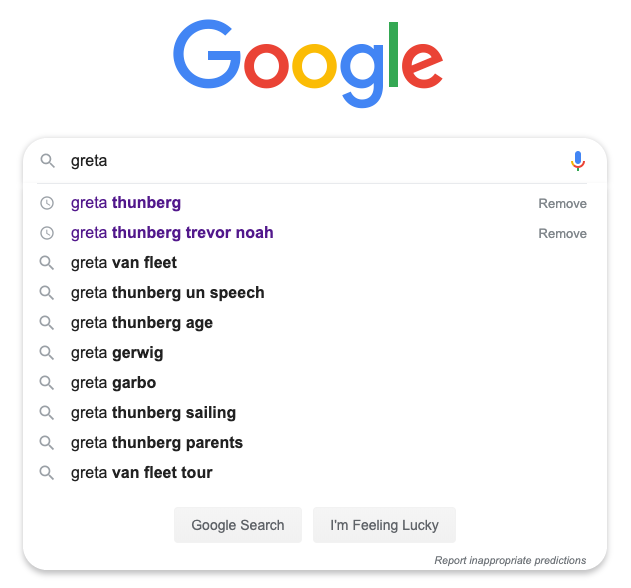 Google
greta
greta thunberg Remove
greta thunberg trevor noah Remove
greta van fleet
greta thunberg un speech
greta thunberg age
greta gerwig
greta garbo
greta thunberg sailing
greta thunberg parents
greta van fleet tour
Google Search I'm Feeling Lucky
Report inappropriate predictions